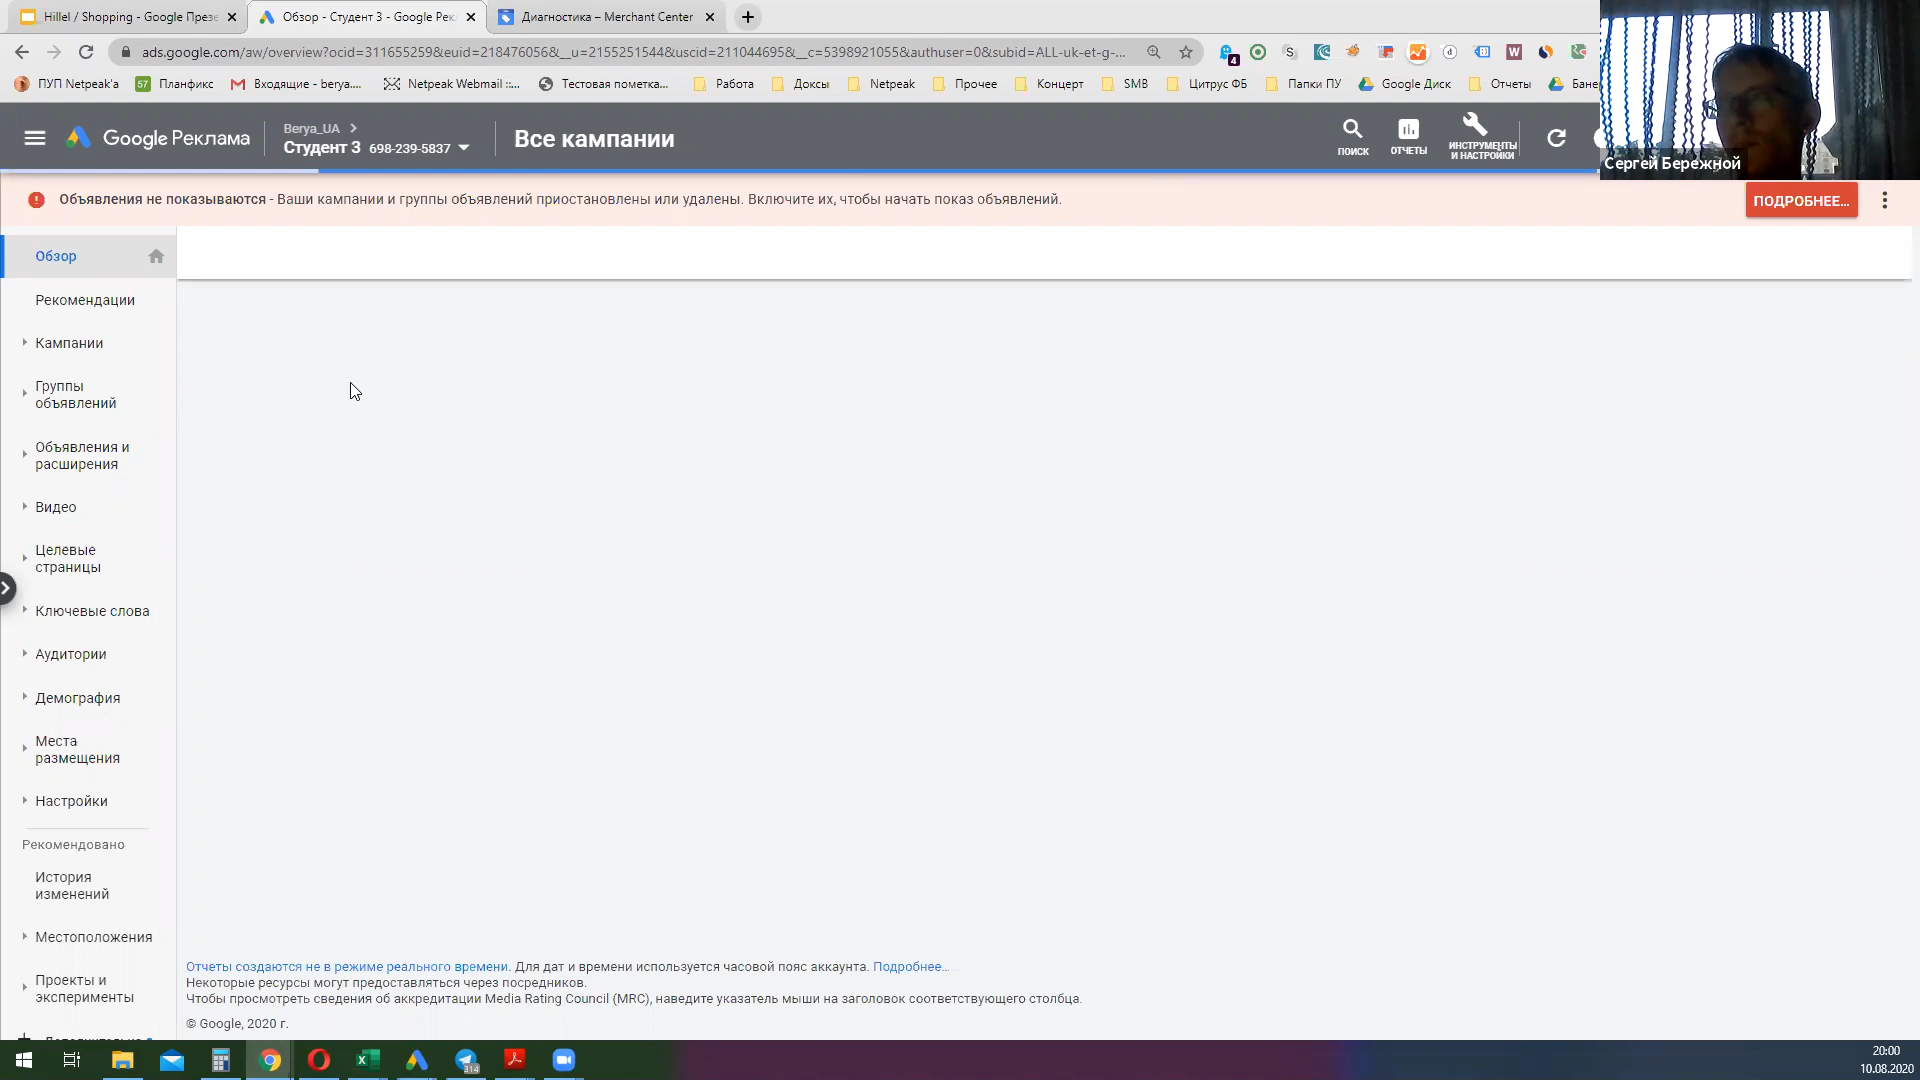 Hillel / Shopping - Google Презе
Обзор - Студент 3 - Google Рек
Диагностика – Merchant Center
ads.google.com/aw/overview?ocid=311655259&euid=218476056&__u=2155251544&uscid=211044695&__c=5398921055&authuser=0&subid=ALL-uk-et-g-...
4
ПУП Netpeak'а
57 Планфикс
Входящие - berya....
Netpeak Webmail ::...
Тестовая пометка...
Работа
Доксы
Netpeak
Прочее
Концерт
SMB
Цитрус ФБ
Папки ПУ
Google Диск
Отчеты
Бане
Google Реклама
Berya_UA
Студент 3 698-239-5837
Все кампании
ПОИСК
ОТЧЕТЫ
ИНСТРУМЕНТЫ
И НАСТРОЙКИ
Сергей Бережной
Объявления не показываются - Ваши кампании и группы объявлений приостановлены или удалены. Включите их, чтобы начать показ объявлений.
ПОДРОБНЕЕ...
Обзор
Рекомендации
Кампании
Группы
объявлений
Объявления и
расширения
Видео
Целевые
страницы
Ключевые слова
Аудитории
Демография
Места
размещения
Настройки
Рекомендовано
История
изменений
Местоположения
Проекты и
эксперименты
Отчеты создаются не в режиме реального времени. Для дат и времени используется часовой пояс аккаунта. Подробнее...
Некоторые ресурсы могут предоставляться через посредников.
Чтобы просмотреть сведения об аккредитации Media Rating Council (MRC), наведите указатель мыши на заголовок соответствующего столбца.
© Google, 2020 г.
314
20:00
10.08.2020